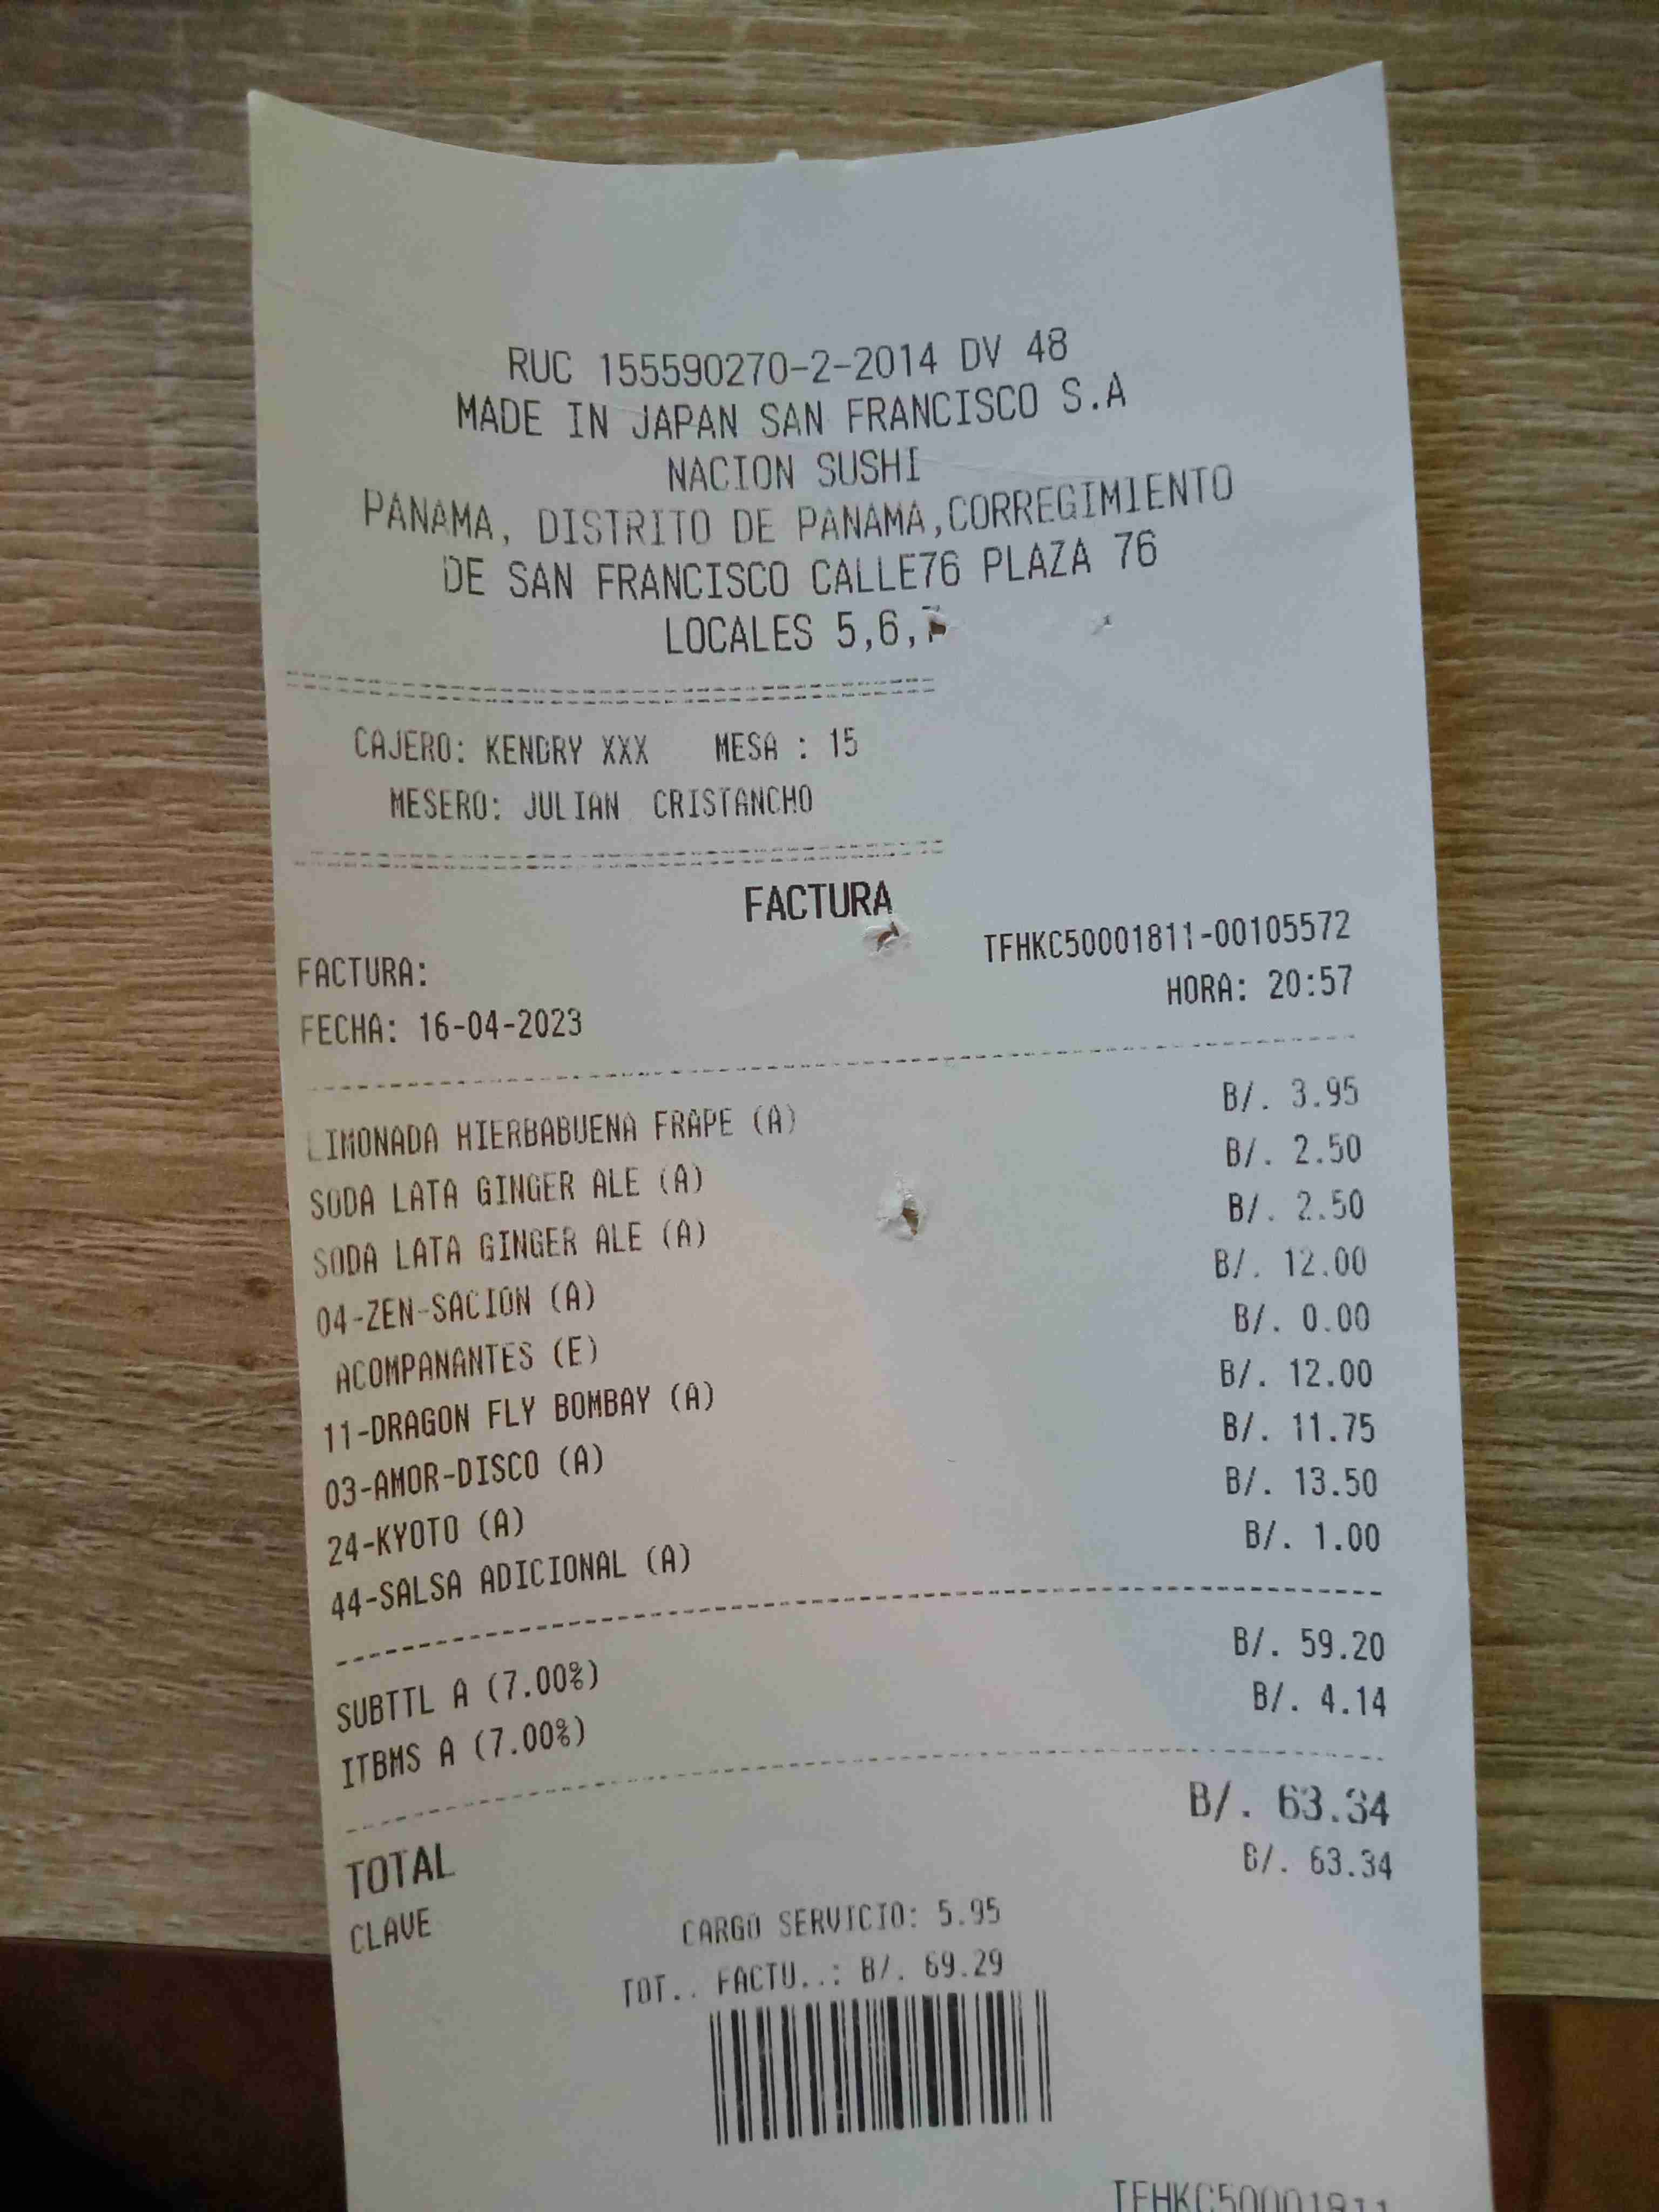 RUC 155590270-2-2014 DV 48
MADE IN JAPAN SAN FRANCISCO S.A
NACION SUSHI
PANAMA, DISTRITO DE PANAMA,CORREGIMIENTO
DE SAN FRANCISCO CALLE76 PLAZA 76
LOCALES 5,6,
CAJERO: KENDRY XXX MESA : 15
MESERO: JULIAN CRISTANCHO
FACTURA
FACTURA: TFHKC50001811-00105572
FECHA: 16-04-2023 HORA: 20:57
LIMONADA HIERBABUENA FRAPE (A) B/. 3.95
SODA LATA GINGER ALE (A) B/. 2.50
SODA LATA GINGER ALE (A) B/. 2.50
04-ZEN-SACION (A) B/. 12.00
ACOMPANANTES (E) B/. 0.00
11-DRAGON FLY BOMBAY (A) B/. 12.00
03-AMOR-DISCO (A) B/. 11.75
24-KYOTO (A) B/. 13.50
44-SALSA ADICIONAL (A) B/. 1.00
SUBTTL A (7.00%) B/. 59.20
ITBMS A (7.00%) B/. 4.14
TOTAL B/. 63.34
CLAVE B/. 63.34
CARGO SERVICIO: 5.95
TOT.. FACTU..: B/. 69.29
TFHKC50001811